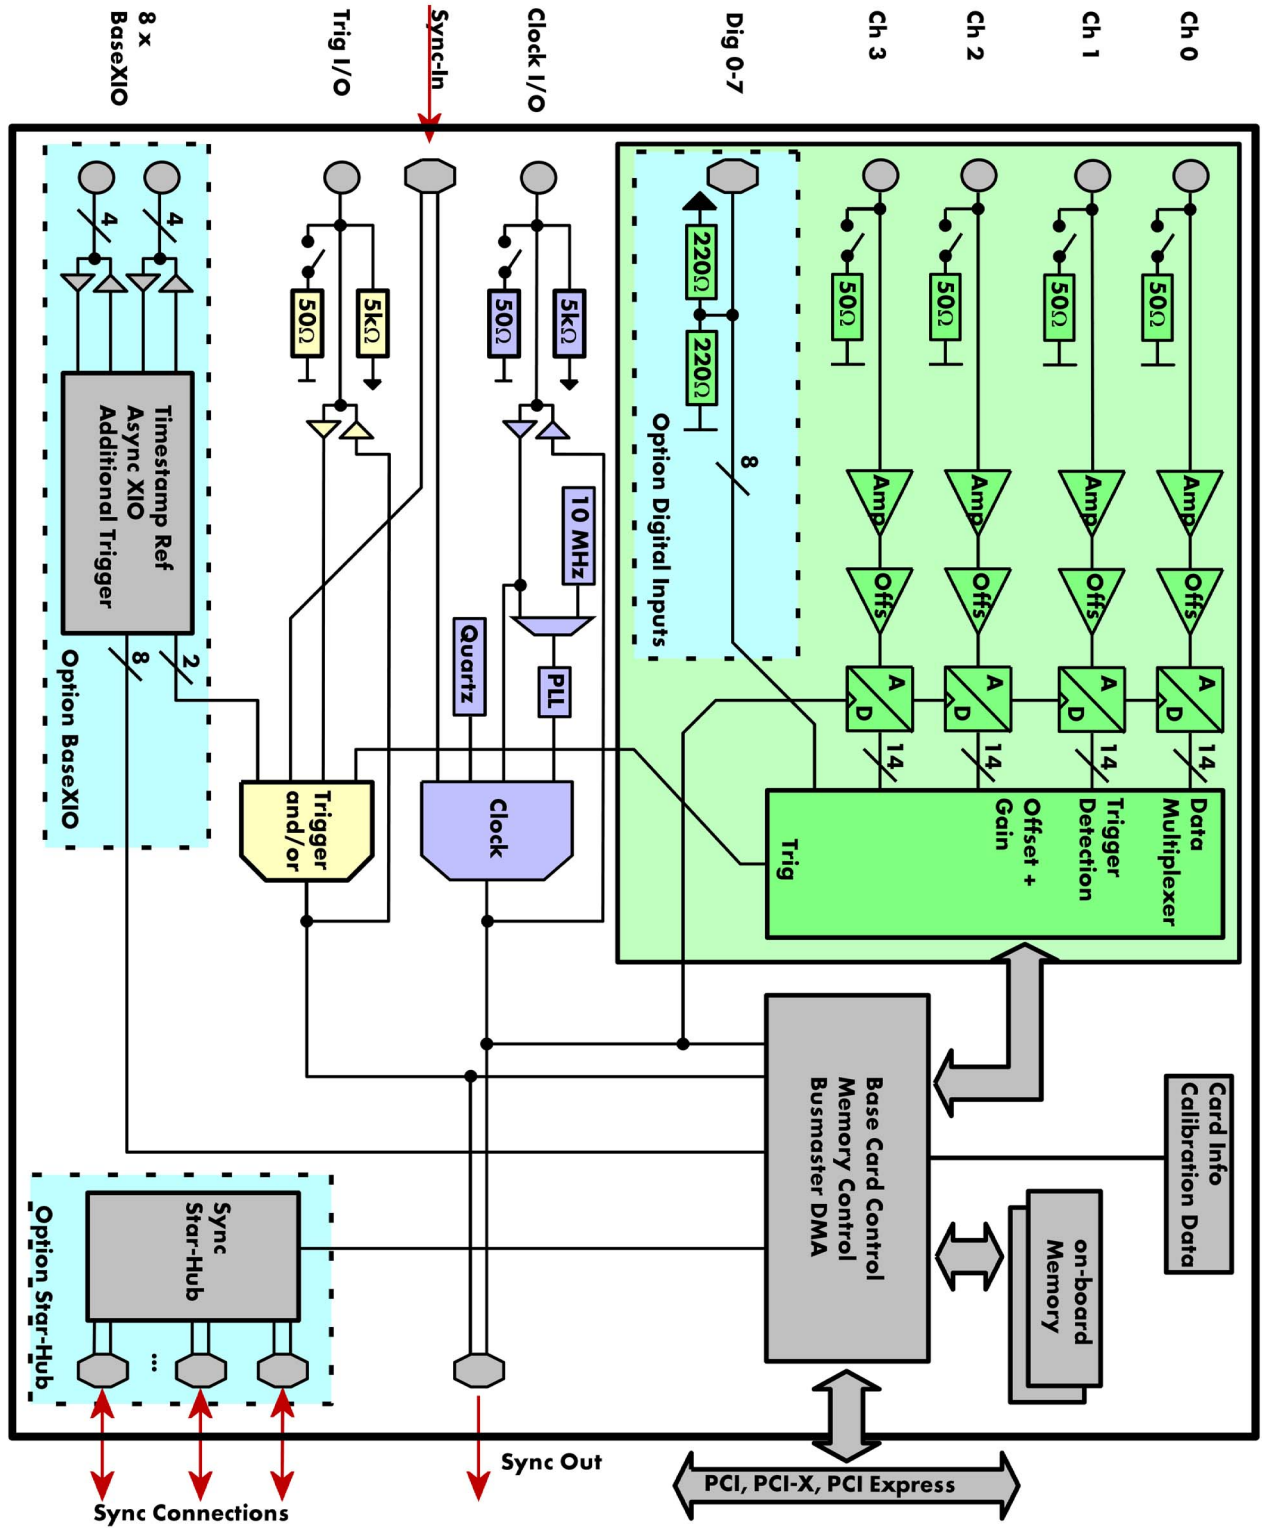 8 x
BaseXIO
Trig I/O
Sync-In
Clock I/O
Dig 0-7
Ch 3
Ch 2
Ch 1
Ch 0
4
4
50Ω
5kΩ
50Ω
5kΩ
220Ω
220Ω
50Ω
50Ω
50Ω
50Ω
Timestamp Ref
Async XIO
Additional Trigger
8
2
Option BaseXIO
10 MHz
Quartz
PLL
Option Digital Inputs
8
Amp
Amp
Amp
Amp
Offs
Offs
Offs
Offs
A
D
A
D
A
D
A
D
14
14
14
14
Trigger
and/or
Clock
Data
Multiplexer
Trigger
Detection
Offset +
Gain
Trig
Base Card Control
Memory Control
Busmaster DMA
Card Info
Calibration Data
on-board
Memory
Sync
Star-Hub
Option Star-Hub
...
Sync Out
PCI, PCI-X, PCI Express
Sync Connections